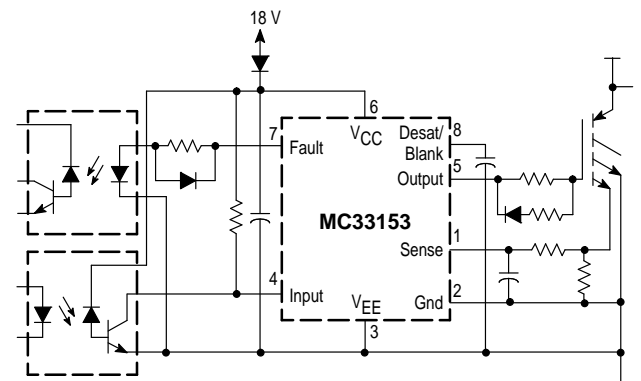 18 V
6
7
VCC
Desat/
Blank
8
Fault
5
Output
MC33153
Sense
1
4
Input
VEE
Gnd
2
3